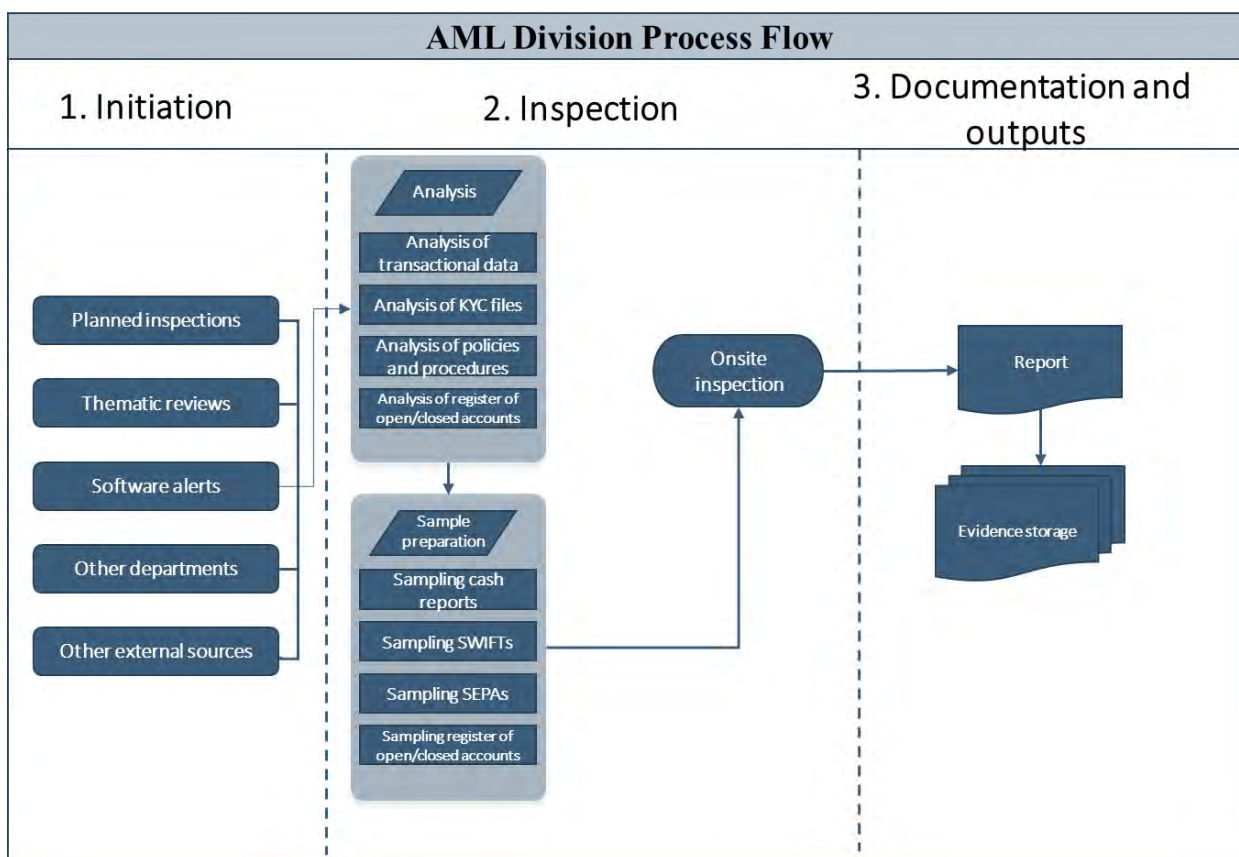 AML Division Process Flow
1. Initiation
2. Inspection
3. Documentation and
outputs
Planned inspections
Thematic reviews
Software alerts
Other departments
Other external sources
Analysis
Analysis of
transactional data
Analysis of KYC files
Analysis of policies
and procedures
Analysis of register of
open/closed accounts
Sample
preparation
Sampling cash
reports
Sampling SWIFTs
Sampling SEPAs
Sampling register of
open/closed accounts
Onsite
inspection
Report
Evidence storage